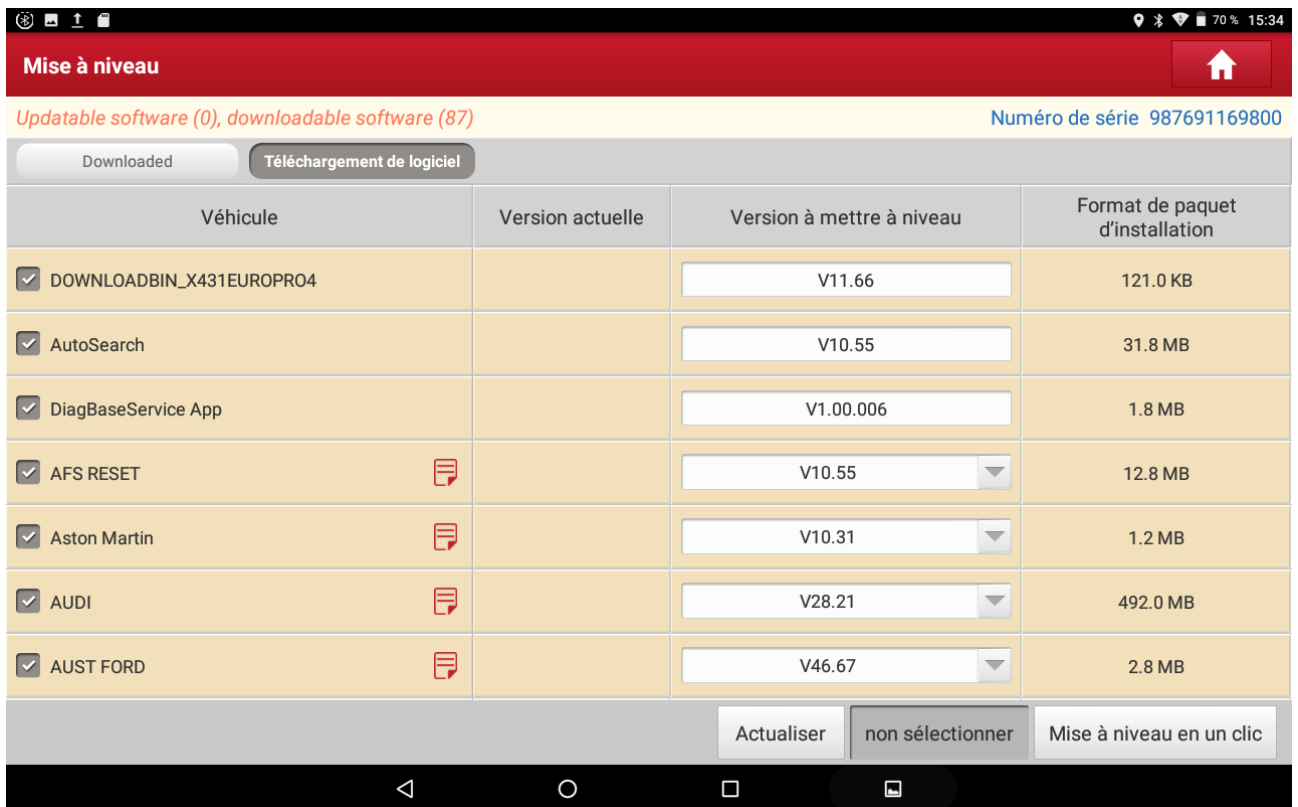 70 % 15:34
Mise à niveau
Updatable software (0), downloadable software (87)
Numéro de série 987691169800
Downloaded
Téléchargement de logiciel
Véhicule
Version actuelle
Version à mettre à niveau
Format de paquet
d'installation
DOWNLOADBIN_X431EUROPRO4
V11.66
121.0 KB
AutoSearch
V10.55
31.8 MB
DiagBaseService App
V1.00.006
1.8 MB
AFS RESET
V10.55
12.8 MB
Aston Martin
V10.31
1.2 MB
AUDI
V28.21
492.0 MB
AUST FORD
V46.67
2.8 MB
Actualiser
non sélectionner
Mise à niveau en un clic